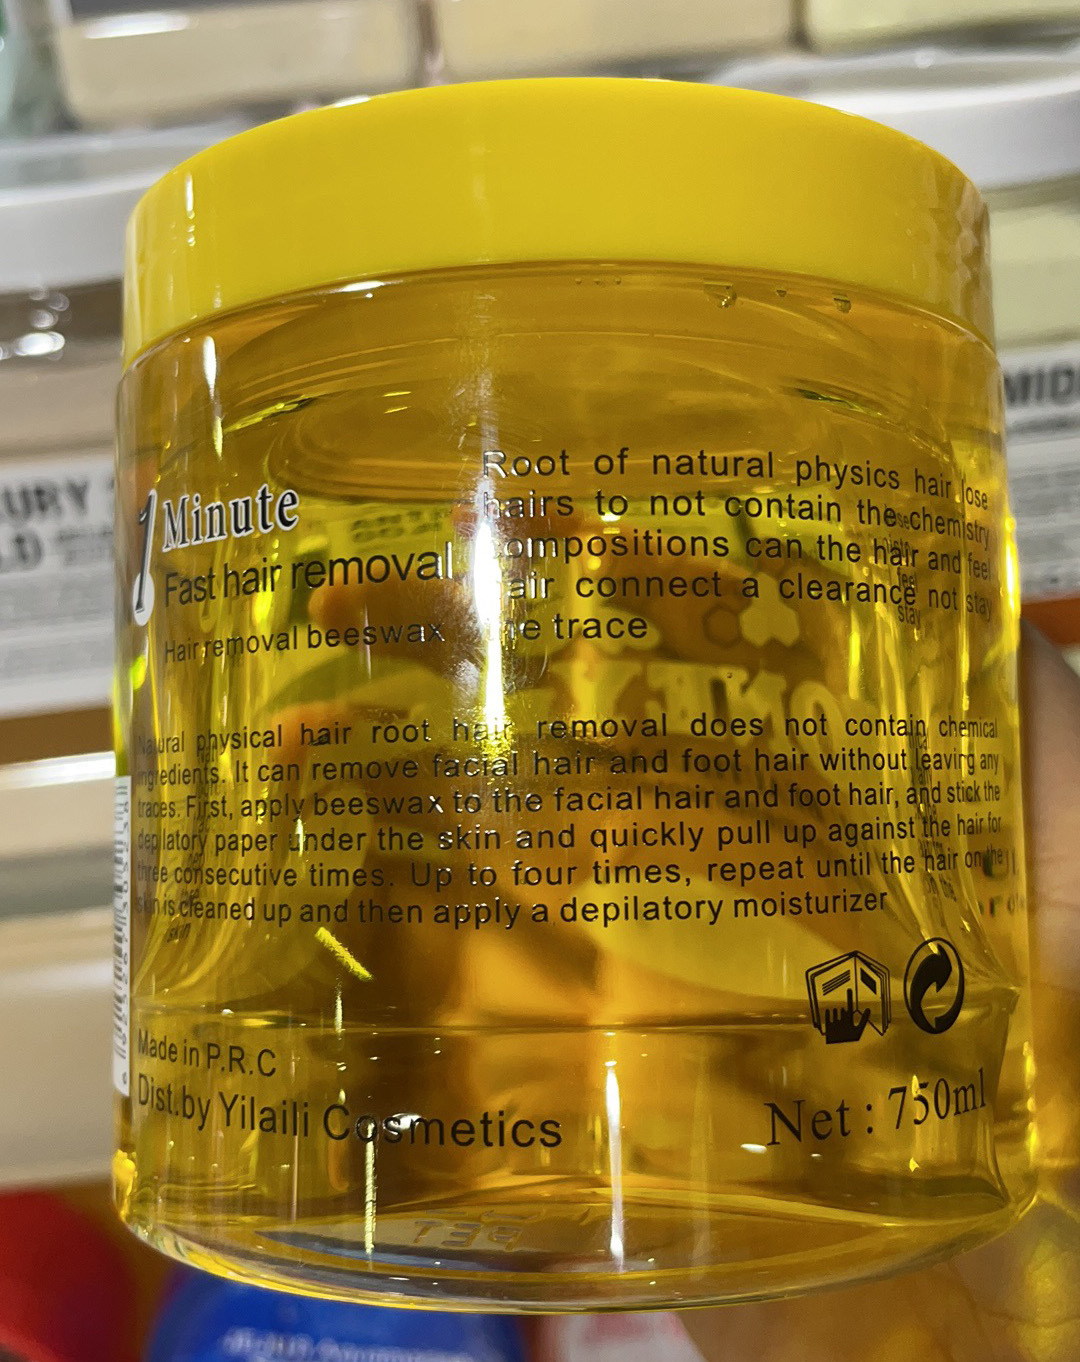 1 Minute
Fast hair removal
Hair removal beeswax
Root of natural physics hair lose
hairs to not contain these chemistry
compositions can the hair and feel
hair connect a clearance not stay
the trace
Natural physical hair root hair removal does not contain chemical
ingredients. It can remove facial hair and foot hair without leaving any
traces. First, apply beeswax to the facial hair and foot hair, and stick the
depilatory paper under the skin and quickly pull up against the hair for
three consecutive times. Up to four times, repeat until the hair on the
skin is cleaned up and then apply a depilatory moisturizer
Made in P.R.C
Dist.by Yilaili Cosmetics
Net : 750ml
PET
URY
LD
MID